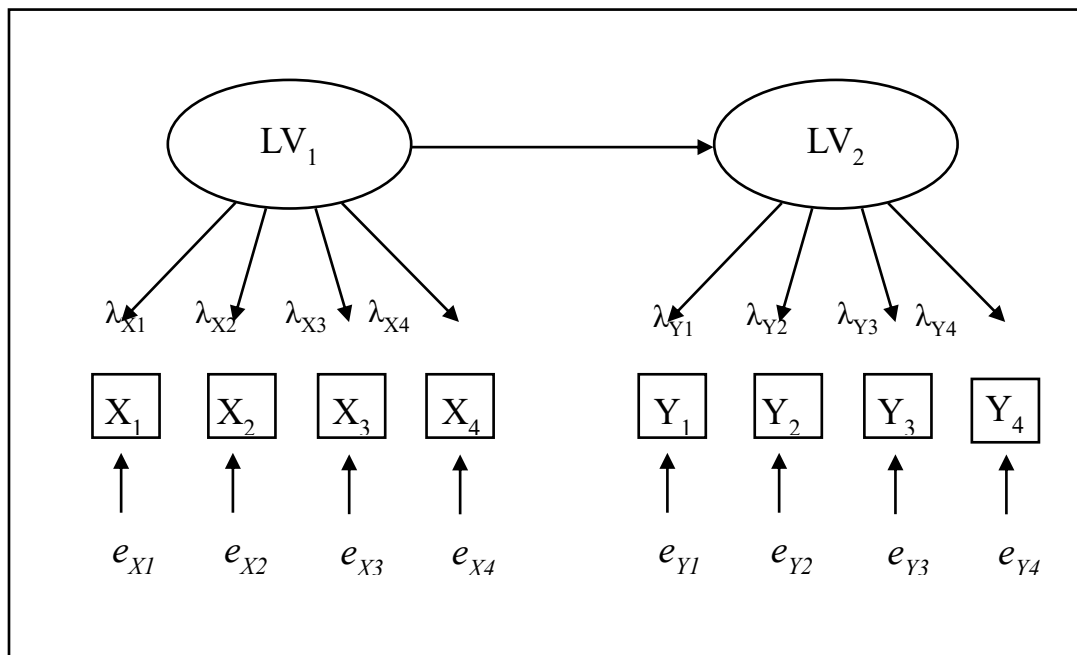 LV₁ LV₂
λX1 λX2 λX3 λX4 λY1 λY2 λY3 λY4
X₁ X₂ X₃ X₄ Y₁ Y₂ Y₃ Y₄
eX1 eX2 eX3 eX4 eY1 eY2 eY3 eY4